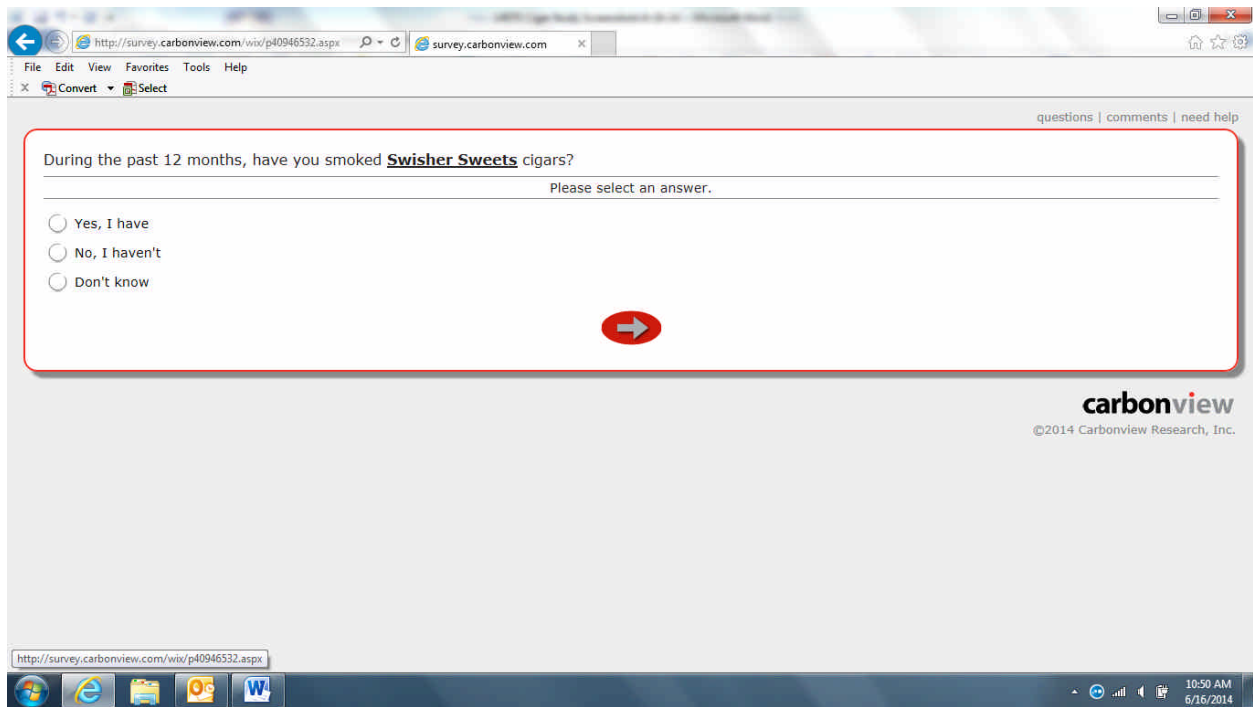 http://survey.carbonview.com/wix/p40946532.aspx
survey.carbonview.com
File Edit View Favorites Tools Help
Convert Select
questions | comments | need help
During the past 12 months, have you smoked Swisher Sweets cigars?
Please select an answer.
Yes, I have
No, I haven't
Don't know
carbonview
©2014 Carbonview Research, Inc.
http://survey.carbonview.com/wix/p40946532.aspx
10:50 AM
6/16/2014